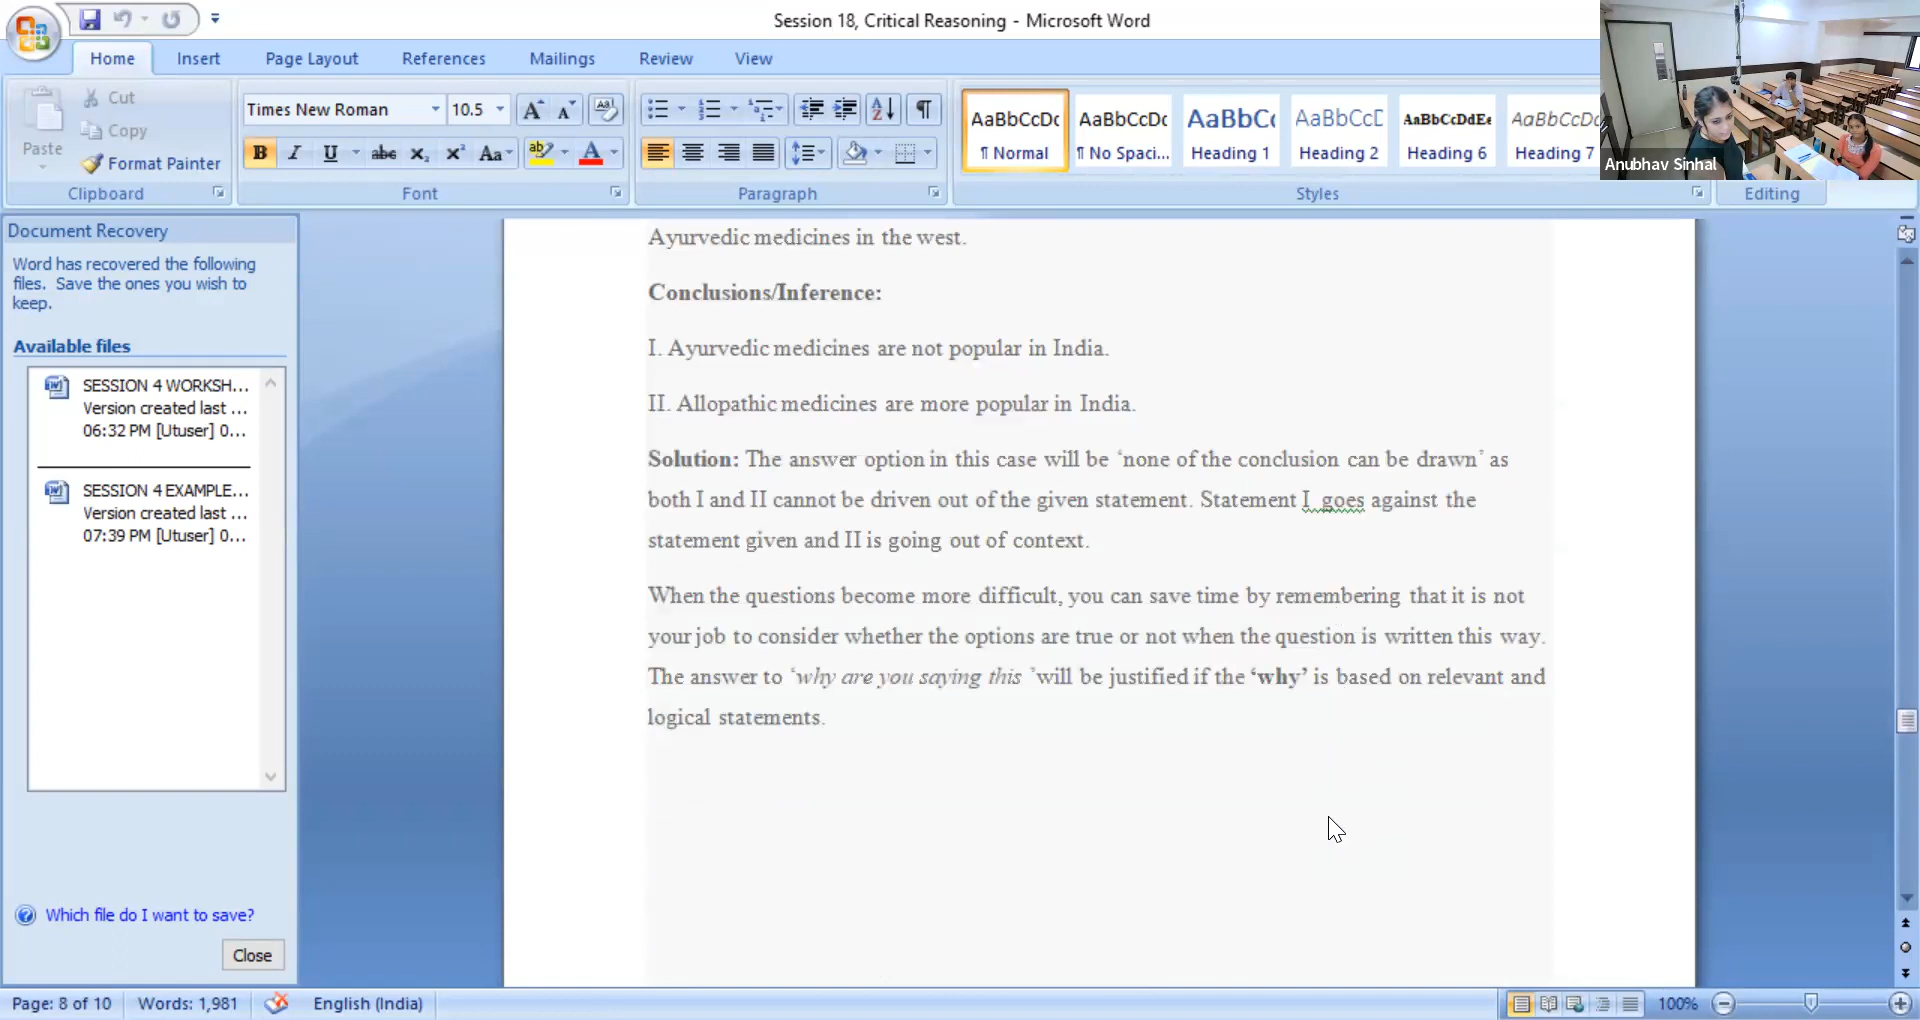 Session 18, Critical Reasoning - Microsoft Word
Home Insert Page Layout References Mailings Review View
Paste
Cut
Copy
Format Painter
Clipboard
Times New Roman 10.5
Font
Paragraph
AaBbCcDc AaBbCcDc AaBbC AaBbCcD AaBbCcDdEe AaBbCcDc
¶ Normal ¶ No Spaci... Heading 1 Heading 2 Heading 6 Heading 7
Styles
Editing
Anubhav Sinhal
Document Recovery
Word has recovered the following
files. Save the ones you wish to
keep.
Available files
SESSION 4 WORKSH...
Version created last ...
06:32 PM [Utuser] 0...
SESSION 4 EXAMPLE...
Version created last ...
07:39 PM [Utuser] 0...
Which file do I want to save?
Close
Ayurvedic medicines in the west.
Conclusions/Inference:
I. Ayurvedic medicines are not popular in India.
II. Allopathic medicines are more popular in India.
Solution: The answer option in this case will be ‘none of the conclusion can be drawn’ as
both I and II cannot be driven out of the given statement. Statement I goes against the
statement given and II is going out of context.
When the questions become more difficult, you can save time by remembering that it is not
your job to consider whether the options are true or not when the question is written this way.
The answer to ‘why are you saying this ’will be justified if the ‘why’ is based on relevant and
logical statements.
Page: 8 of 10 Words: 1,981 English (India) 100%